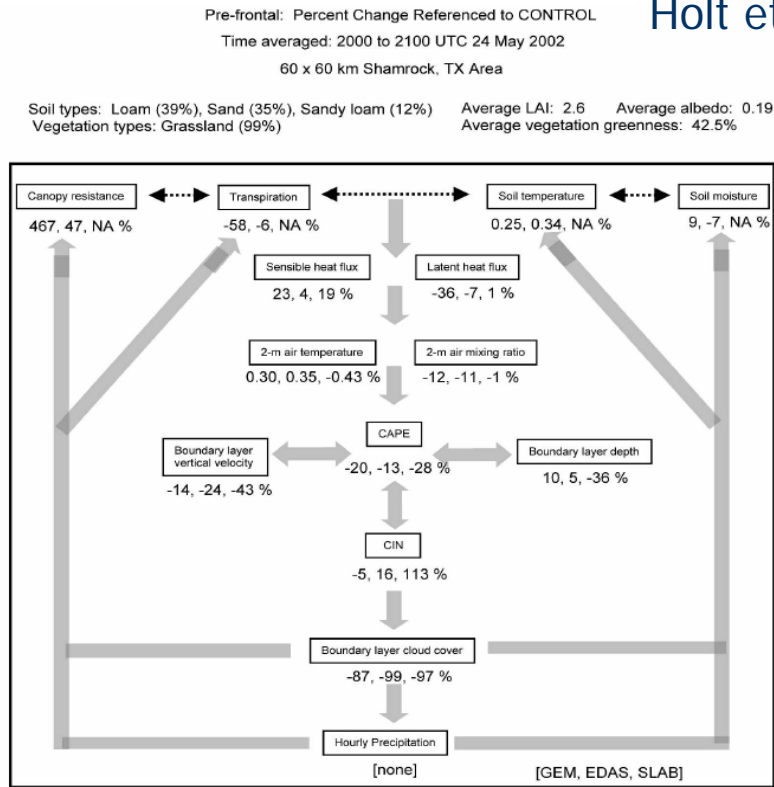 Holt et
Pre-frontal: Percent Change Referenced to CONTROL
Time averaged: 2000 to 2100 UTC 24 May 2002
60 x 60 km Shamrock, TX Area
Soil types: Loam (39%), Sand (35%), Sandy loam (12%) Average LAI: 2.6 Average albedo: 0.19
Vegetation types: Grassland (99%) Average vegetation greenness: 42.5%
Canopy resistance Transpiration Soil temperature Soil moisture
467, 47, NA % -58, -6, NA % 0.25, 0.34, NA % 9, -7, NA %
Sensible heat flux Latent heat flux
23, 4, 19 % -36, -7, 1 %
2-m air temperature 2-m air mixing ratio
0.30, 0.35, -0.43 % -12, -11, -1 %
CAPE
-20, -13, -28 %
Boundary layer
vertical velocity
-14, -24, -43 %
Boundary layer depth
10, 5, -36 %
CIN
-5, 16, 113 %
Boundary layer cloud cover
-87, -99, -97 %
Hourly Precipitation
[none] [GEM, EDAS, SLAB]